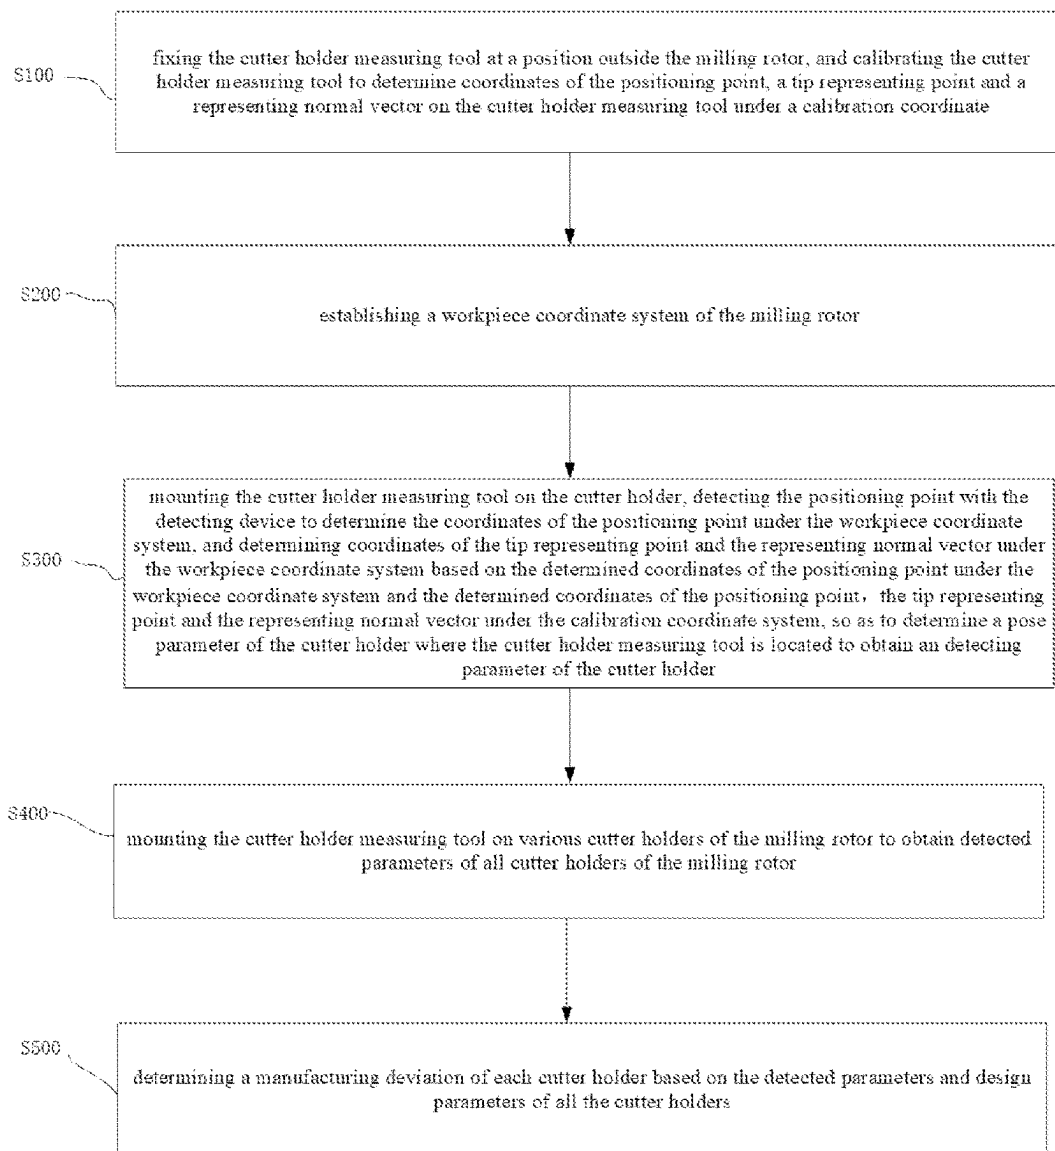 S100
fixing the cutter holder measuring tool at a position outside the milling rotor, and calibrating the cutter
holder measuring tool to determine coordinates of the positioning point, a tip representing point and a
representing normal vector on the cutter holder measuring tool under a calibration coordinate
S200
establishing a workpiece coordinate system of the milling rotor
S300
mounting the cutter holder measuring tool on the cutter holder, detecting the positioning point with the
detecting device to determine the coordinates of the positioning point under the workpiece coordinate
system, and determining coordinates of the tip representing point and the representing normal vector under
the workpiece coordinate system based on the determined coordinates of the positioning point under the
workpiece coordinate system and the determined coordinates of the positioning point, the tip representing
point and the representing normal vector under the calibration coordinate system, so as to determine a pose
parameter of the cutter holder where the cutter holder measuring tool is located to obtain an detecting
parameter of the cutter holder
S400
mounting the cutter holder measuring tool on various cutter holders of the milling rotor to obtain detected
parameters of all cutter holders of the milling rotor
S500
determining a manufacturing deviation of each cutter holder based on the detected parameters and design
parameters of all the cutter holders